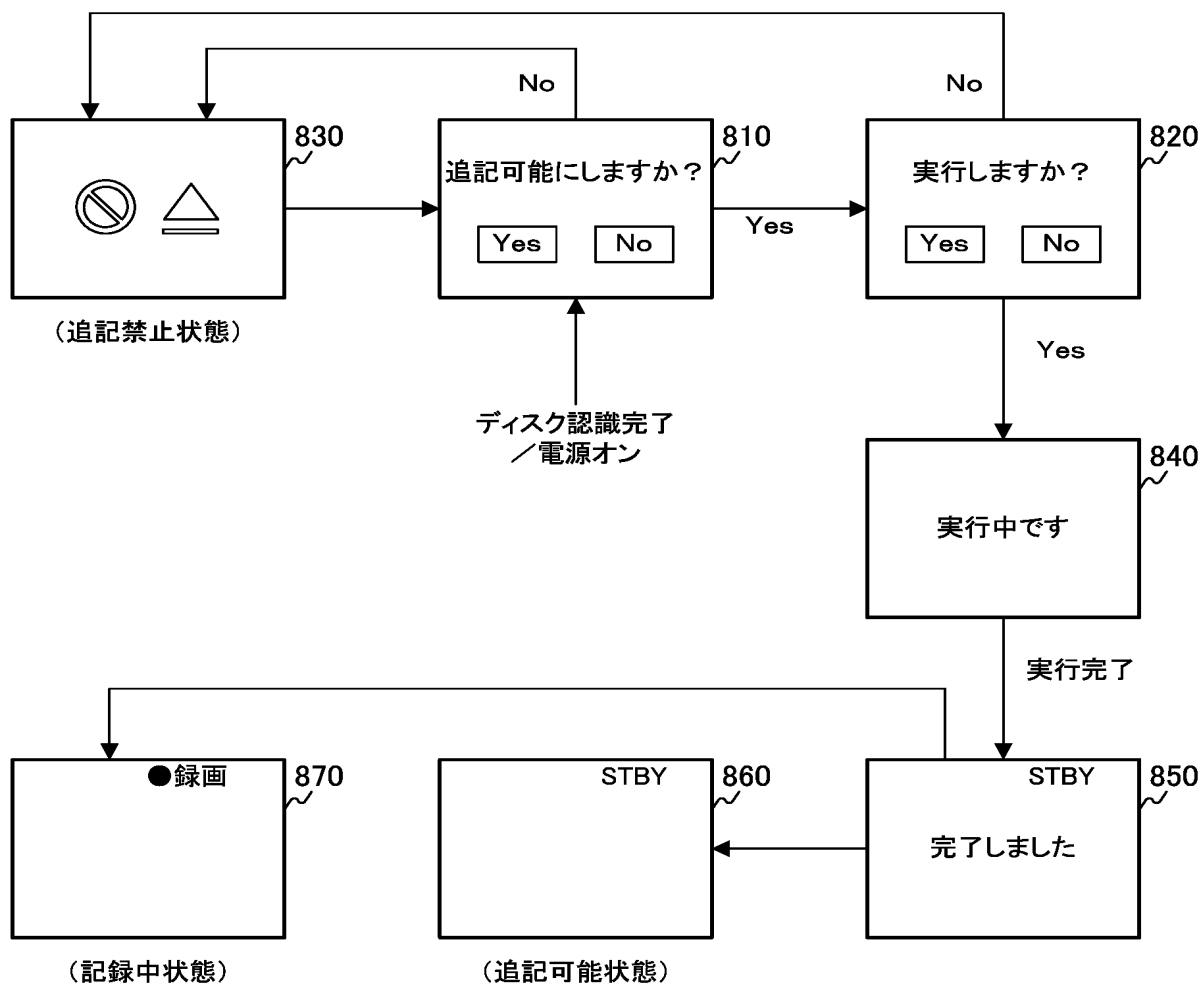 No
No
830
810
820
追記可能にしますか？
実行しますか？
Yes
No
Yes
Yes
No
（追記禁止状態）
Yes
ディスク認識完了
／電源オン
840
実行中です
実行完了
●録画
870
STBY
860
STBY
850
完了しました
（記録中状態）
（追記可能状態）